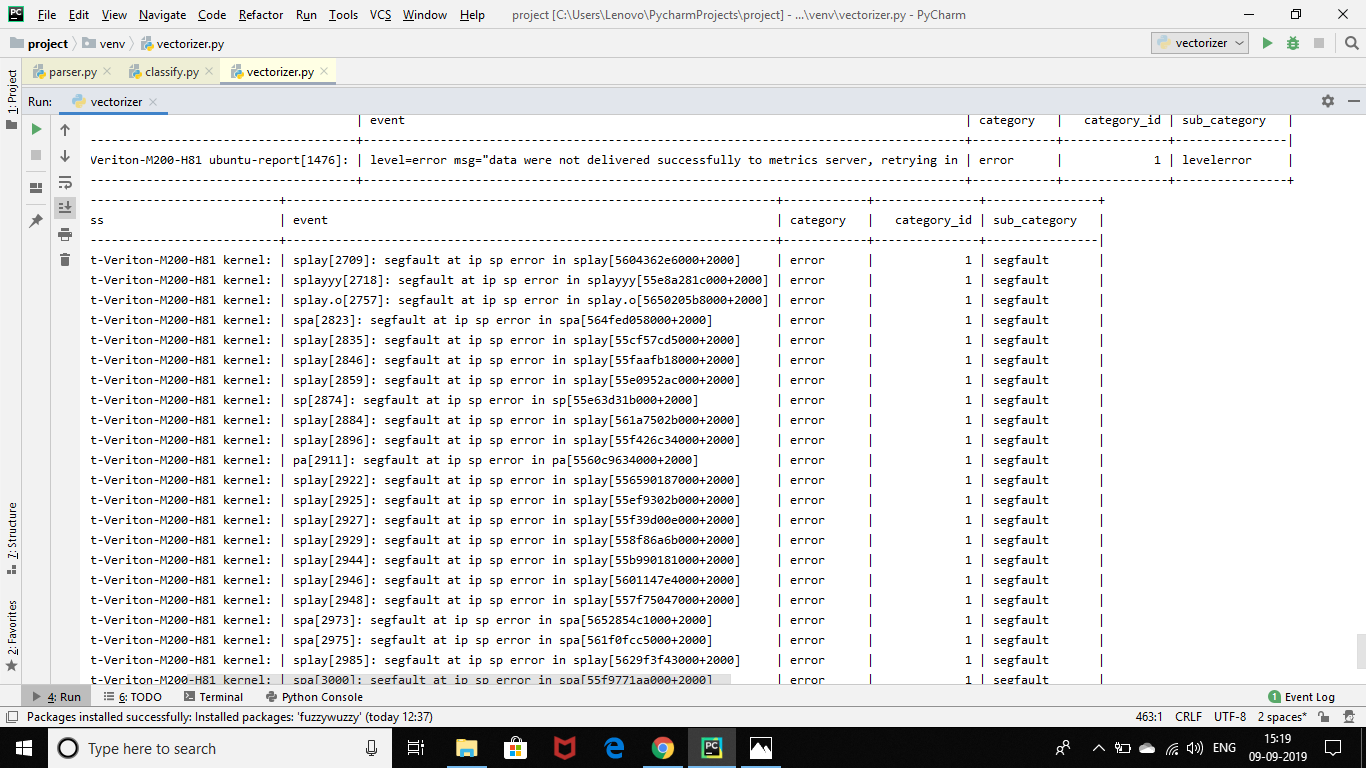 File Edit View Navigate Code Refactor Run Tools VCS Window Help project [C:\Users\Lenovo\PycharmProjects\project] - ...\venv\vectorizer.py - PyCharm
project venv vectorizer.py vectorizer
parser.py classify.py vectorizer.py
1: Project
Run: vectorizer
| event | category | category_id | sub_category |
Veriton-M200-H81 ubuntu-report[1476]: | level=error msg="data were not delivered successfully to metrics server, retrying in | error | 1 | levelerror |
ss | event | category | category_id | sub_category |
t-Veriton-M200-H81 kernel: | splay[2709]: segfault at ip sp error in splay[5604362e6000+2000] | error | 1 | segfault |
t-Veriton-M200-H81 kernel: | splayyy[2718]: segfault at ip sp error in splayyy[55e8a281c000+2000] | error | 1 | segfault |
t-Veriton-M200-H81 kernel: | splay.o[2757]: segfault at ip sp error in splay.o[5650205b8000+2000] | error | 1 | segfault |
t-Veriton-M200-H81 kernel: | spa[2823]: segfault at ip sp error in spa[564fed058000+2000] | error | 1 | segfault |
t-Veriton-M200-H81 kernel: | splay[2835]: segfault at ip sp error in splay[55cf57cd5000+2000] | error | 1 | segfault |
t-Veriton-M200-H81 kernel: | splay[2846]: segfault at ip sp error in splay[55faafb18000+2000] | error | 1 | segfault |
t-Veriton-M200-H81 kernel: | splay[2859]: segfault at ip sp error in splay[55e0952ac000+2000] | error | 1 | segfault |
t-Veriton-M200-H81 kernel: | sp[2874]: segfault at ip sp error in sp[55e63d31b000+2000] | error | 1 | segfault |
t-Veriton-M200-H81 kernel: | splay[2884]: segfault at ip sp error in splay[561a7502b000+2000] | error | 1 | segfault |
t-Veriton-M200-H81 kernel: | splay[2896]: segfault at ip sp error in splay[55f426c34000+2000] | error | 1 | segfault |
t-Veriton-M200-H81 kernel: | pa[2911]: segfault at ip sp error in pa[5560c9634000+2000] | error | 1 | segfault |
t-Veriton-M200-H81 kernel: | splay[2922]: segfault at ip sp error in splay[556590187000+2000] | error | 1 | segfault |
t-Veriton-M200-H81 kernel: | splay[2925]: segfault at ip sp error in splay[55ef9302b000+2000] | error | 1 | segfault |
t-Veriton-M200-H81 kernel: | splay[2927]: segfault at ip sp error in splay[55f39d00e000+2000] | error | 1 | segfault |
t-Veriton-M200-H81 kernel: | splay[2929]: segfault at ip sp error in splay[558f86a6b000+2000] | error | 1 | segfault |
t-Veriton-M200-H81 kernel: | splay[2944]: segfault at ip sp error in splay[55b990181000+2000] | error | 1 | segfault |
t-Veriton-M200-H81 kernel: | splay[2946]: segfault at ip sp error in splay[5601147e4000+2000] | error | 1 | segfault |
t-Veriton-M200-H81 kernel: | splay[2948]: segfault at ip sp error in splay[557f75047000+2000] | error | 1 | segfault |
t-Veriton-M200-H81 kernel: | spa[2973]: segfault at ip sp error in spa[5652854c1000+2000] | error | 1 | segfault |
t-Veriton-M200-H81 kernel: | spa[2975]: segfault at ip sp error in spa[561f0fcc5000+2000] | error | 1 | segfault |
t-Veriton-M200-H81 kernel: | splay[2985]: segfault at ip sp error in splay[5629f3f43000+2000] | error | 1 | segfault |
t-Veriton-M200-H81 kernel: | spa[3000]: segfault at ip sp error in spa[55f9771aa000+2000] | error | 1 | segfault |
7: Structure
2: Favorites
4: Run 6: TODO Terminal Python Console 1 Event Log
Packages installed successfully: Installed packages: 'fuzzywuzzy' (today 12:37) 463:1 CRLF UTF-8 2 spaces*
Type here to search ENG 15:19
09-09-2019